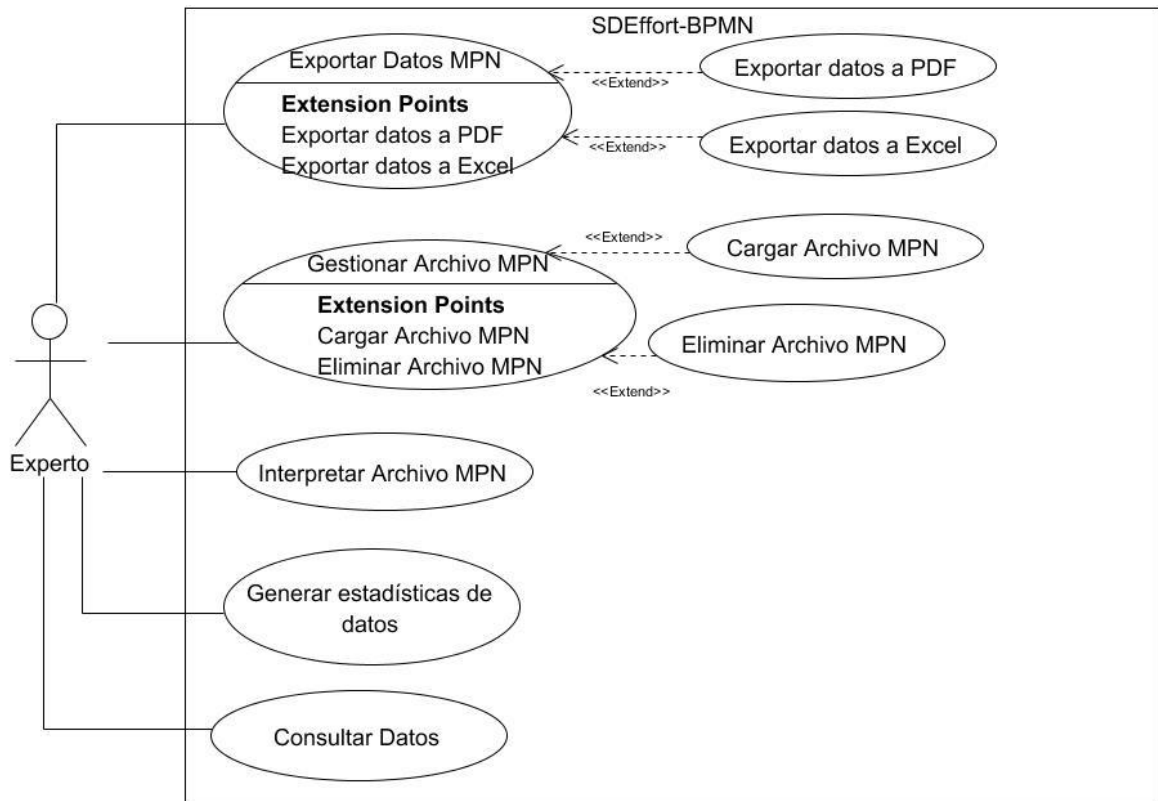 SDEffort-BPMN
Exportar Datos MPN
Extension Points
Exportar datos a PDF
Exportar datos a Excel
<<Extend>>
Exportar datos a PDF
<<Extend>>
Exportar datos a Excel
Gestionar Archivo MPN
Extension Points
Cargar Archivo MPN
Eliminar Archivo MPN
<<Extend>>
Cargar Archivo MPN
<<Extend>>
Eliminar Archivo MPN
Experto
Interpretar Archivo MPN
Generar estadísticas de
datos
Consultar Datos